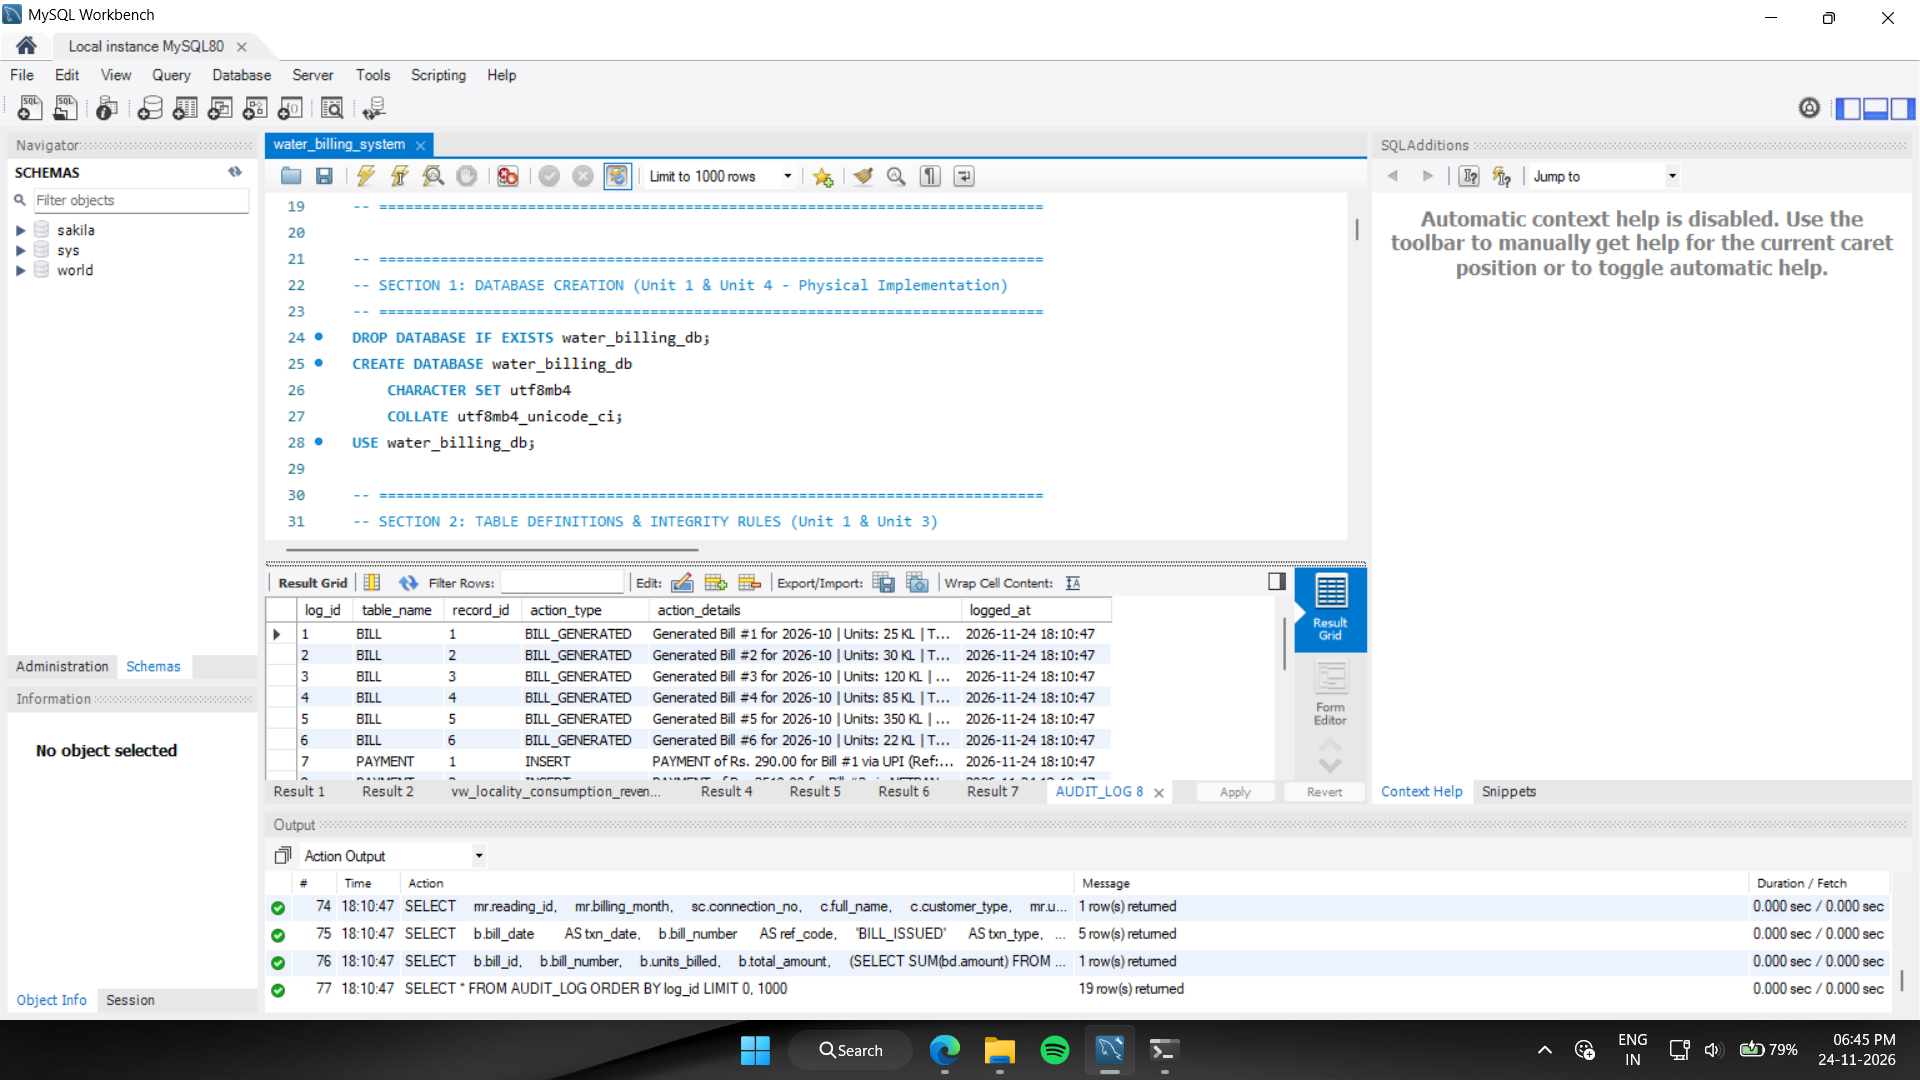 MySQL Workbench
Local instance MySQL80
File Edit View Query Database Server Tools Scripting Help
Navigator
SCHEMAS
Filter objects
sakila
sys
world
Administration Schemas
Information
No object selected
Object Info Session
water_billing_system
Limit to 1000 rows
19 -- ============================================================================
20
21 -- ============================================================================
22 -- SECTION 1: DATABASE CREATION (Unit 1 & Unit 4 - Physical Implementation)
23 -- ============================================================================
24 DROP DATABASE IF EXISTS water_billing_db;
25 CREATE DATABASE water_billing_db
26 CHARACTER SET utf8mb4
27 COLLATE utf8mb4_unicode_ci;
28 USE water_billing_db;
29
30 -- ============================================================================
31 -- SECTION 2: TABLE DEFINITIONS & INTEGRITY RULES (Unit 1 & Unit 3)
Result Grid Filter Rows: Edit: Export/Import: Wrap Cell Content:
log_id table_name record_id action_type action_details logged_at
1 BILL 1 BILL_GENERATED Generated Bill #1 for 2026-10 | Units: 25 KL | T... 2026-11-24 18:10:47
2 BILL 2 BILL_GENERATED Generated Bill #2 for 2026-10 | Units: 30 KL | T... 2026-11-24 18:10:47
3 BILL 3 BILL_GENERATED Generated Bill #3 for 2026-10 | Units: 120 KL | ... 2026-11-24 18:10:47
4 BILL 4 BILL_GENERATED Generated Bill #4 for 2026-10 | Units: 85 KL | T... 2026-11-24 18:10:47
5 BILL 5 BILL_GENERATED Generated Bill #5 for 2026-10 | Units: 350 KL | ... 2026-11-24 18:10:47
6 BILL 6 BILL_GENERATED Generated Bill #6 for 2026-10 | Units: 22 KL | T... 2026-11-24 18:10:47
7 PAYMENT 1 INSERT PAYMENT of Rs. 290.00 for Bill #1 via UPI (Ref:... 2026-11-24 18:10:47
Result Grid
Form Editor
Result 1 Result 2 vw_locality_consumption_reven... Result 4 Result 5 Result 6 Result 7 AUDIT_LOG 8 Apply Revert
SQLAdditions
Jump to
Automatic context help is disabled. Use the
toolbar to manually get help for the current caret
position or to toggle automatic help.
Context Help Snippets
Output
Action Output
# Time Action Message Duration / Fetch
74 18:10:47 SELECT mr.reading_id, mr.billing_month, sc.connection_no, c.full_name, c.customer_type, mr.u... 1 row(s) returned 0.000 sec / 0.000 sec
75 18:10:47 SELECT b.bill_date AS txn_date, b.bill_number AS ref_code, 'BILL_ISSUED' AS txn_type, ... 5 row(s) returned 0.000 sec / 0.000 sec
76 18:10:47 SELECT b.bill_id, b.bill_number, b.units_billed, b.total_amount, (SELECT SUM(bd.amount) FROM ... 1 row(s) returned 0.000 sec / 0.000 sec
77 18:10:47 SELECT * FROM AUDIT_LOG ORDER BY log_id LIMIT 0, 1000 19 row(s) returned 0.000 sec / 0.000 sec
Search
ENG
IN
79%
06:45 PM
24-11-2026